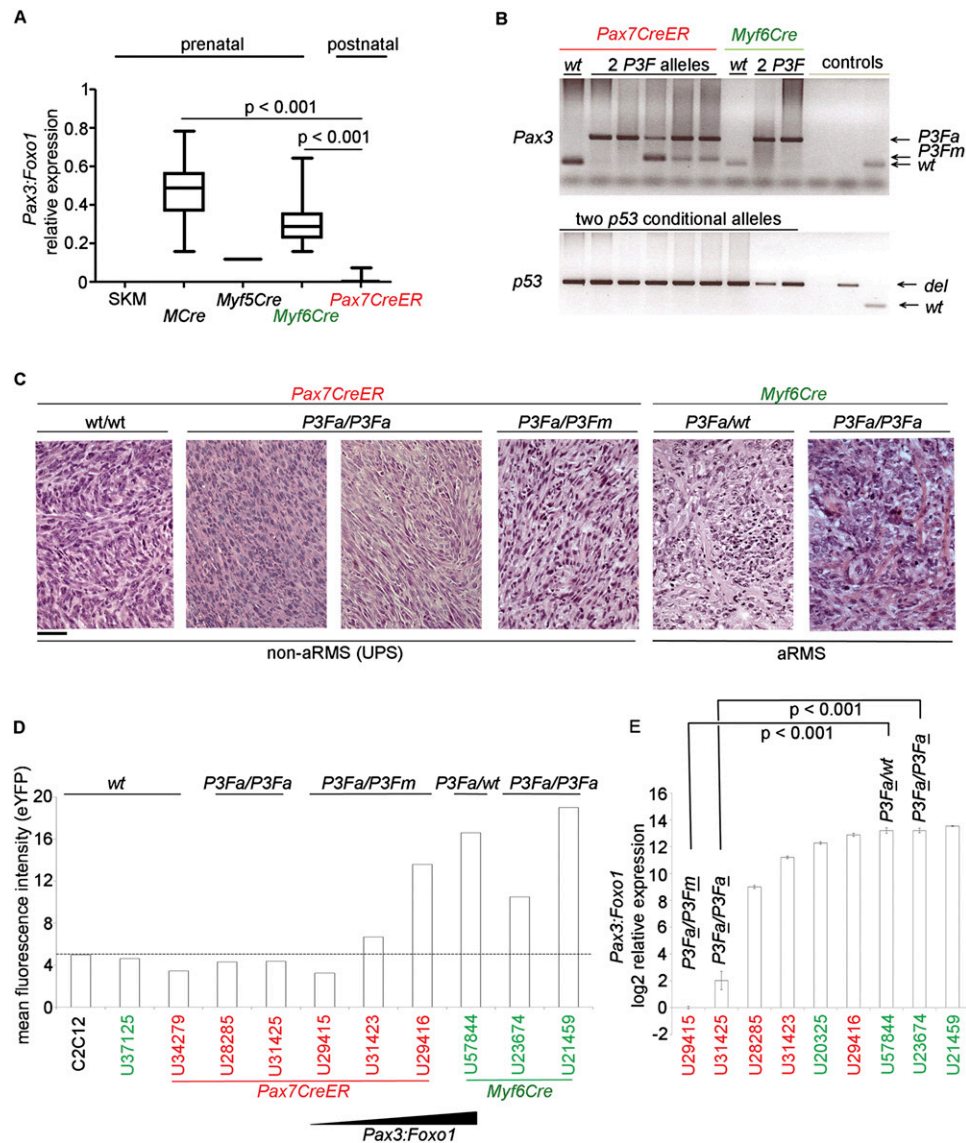 A
prenatal
postnatal
Pax3:Foxo1
relative expression
1
0.8
0.6
0.4
0.2
0
p < 0.001
p < 0.001
SKM
MCre
Myf5Cre
Myf6Cre
Pax7CreER
B
Pax7CreER
Myf6Cre
wt
2 P3F alleles
wt
2 P3F
controls
Pax3
P3Fa
P3Fm
wt
two p53 conditional alleles
p53
del
wt
C
Pax7CreER
Myf6Cre
wt/wt
P3Fa/P3Fa
P3Fa/P3Fm
P3Fa/wt
P3Fa/P3Fa
non-aRMS (UPS)
aRMS
D
mean fluorescence intensity (eYFP)
20
16
12
8
4
0
wt
P3Fa/P3Fa
P3Fa/P3Fm
P3Fa/wt
P3Fa/P3Fa
C2C12
U37125
U34279
U28285
U31425
U29415
U31423
U29416
U57844
U23674
U21459
Pax7CreER
Myf6Cre
Pax3:Foxo1
E
p < 0.001
p < 0.001
Pax3:Foxo1
log2 relative expression
16
14
12
10
8
6
4
2
0
-2
P3Fa/P3Fm
P3Fa/P3Fa
P3Fa/wt
P3Fa/P3Fa
U29415
U31425
U28285
U31423
U20325
U29416
U57844
U23674
U21459